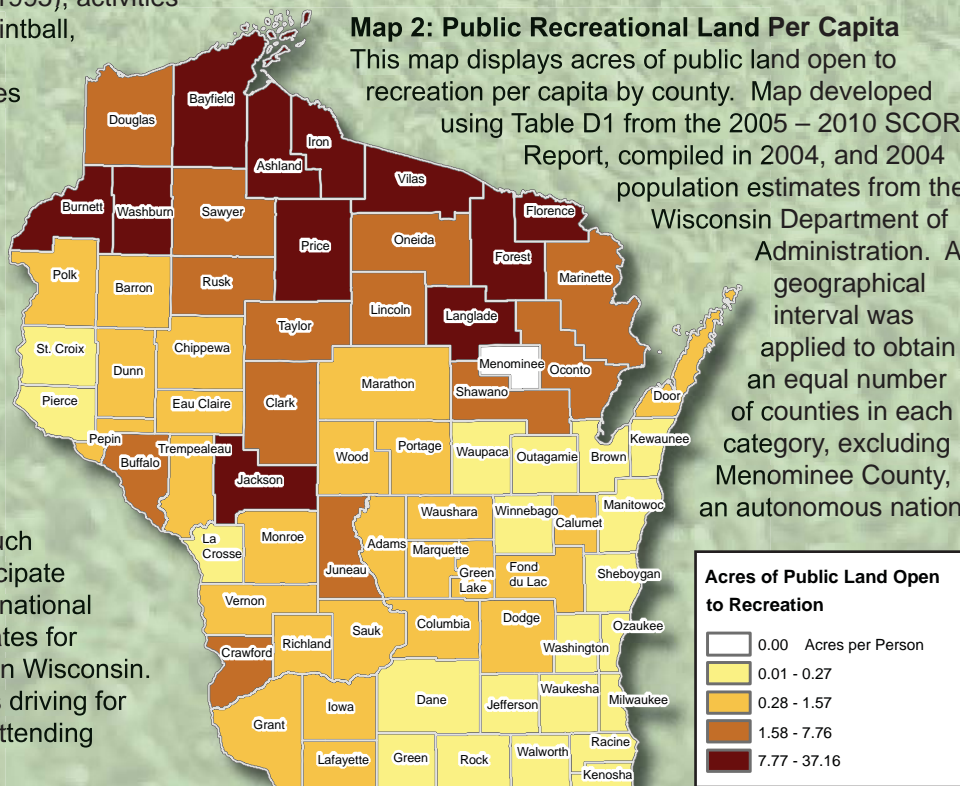 1995), activities
intball,
es
Map 2: Public Recreational Land Per Capita
This map displays acres of public land open to
recreation per capita by county. Map developed
using Table D1 from the 2005 – 2010 SCOR
Report, compiled in 2004, and 2004
population estimates from the
Wisconsin Department of
Administration. A
geographical
interval was
applied to obtain
an equal number
of counties in each
category, excluding
Menominee County,
an autonomous nation
Douglas
Bayfield
Ashland
Iron
Vilas
Burnett
Washburn
Sawyer
Price
Oneida
Florence
Forest
Marinette
Polk
Barron
Rusk
Lincoln
Langlade
Taylor
St. Croix
Dunn
Chippewa
Marathon
Menominee
Oconto
Shawano
Door
Pierce
Eau Claire
Clark
Pepin
Buffalo
Trempealeau
Jackson
Wood
Portage
Waupaca
Outagamie
Brown
Kewaunee
La
Crosse
Monroe
Juneau
Adams
Waushara
Marquette
Green
Lake
Winnebago
Calumet
Manitowoc
Fond
du Lac
Sheboygan
Vernon
Crawford
Richland
Sauk
Columbia
Dodge
Washington
Ozaukee
Grant
Iowa
Dane
Jefferson
Waukesha
Milwaukee
Lafayette
Green
Rock
Walworth
Racine
Kenosha
uch
cipate
national
ates for
n Wisconsin.
s driving for
ttending
Acres of Public Land Open
to Recreation
0.00 Acres per Person
0.01 - 0.27
0.28 - 1.57
1.58 - 7.76
7.77 - 37.16